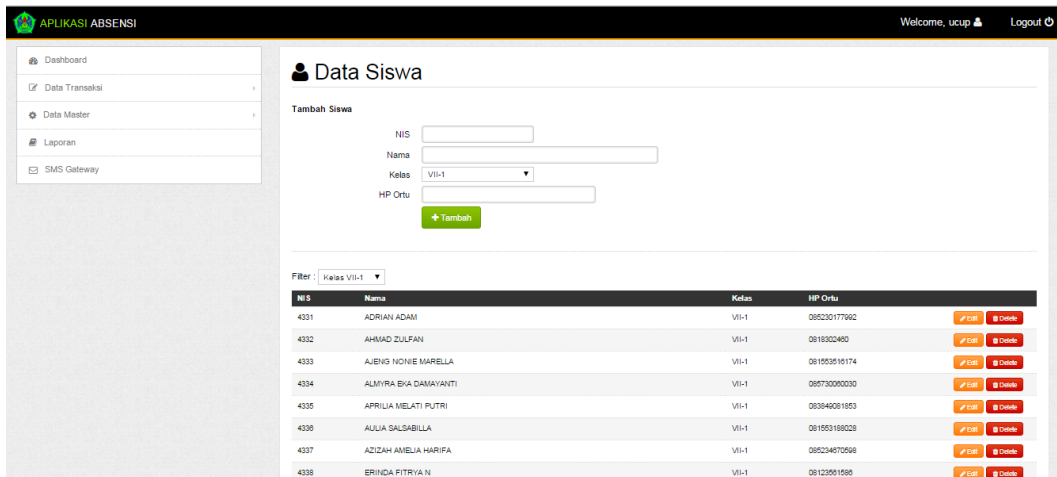 APLIKASI ABSENSI
Welcome, ucup
Logout
Dashboard
Data Transaksi
Data Master
Laporan
SMS Gateway
Data Siswa
Tambah Siswa
NIS
Nama
Kelas VII-1
HP Ortu
+ Tambah
Filter : Kelas VII-1
NIS Nama Kelas HP Ortu
4331 ADRIAN ADAM VII-1 085230177992 Edit Delete
4332 AHMAD ZULFAN VII-1 0818302460 Edit Delete
4333 AJENG NONIE MARELLA VII-1 081553516174 Edit Delete
4334 ALMYRA EKA DAMAYANTI VII-1 085730060030 Edit Delete
4335 APRILIA MELATI PUTRI VII-1 083849081853 Edit Delete
4336 AULIA SALSABILLA VII-1 081553188028 Edit Delete
4337 AZIZAH AMELIA HARIFA VII-1 085234670598 Edit Delete
4338 ERINDA FITRYA N VII-1 08123561586 Edit Delete